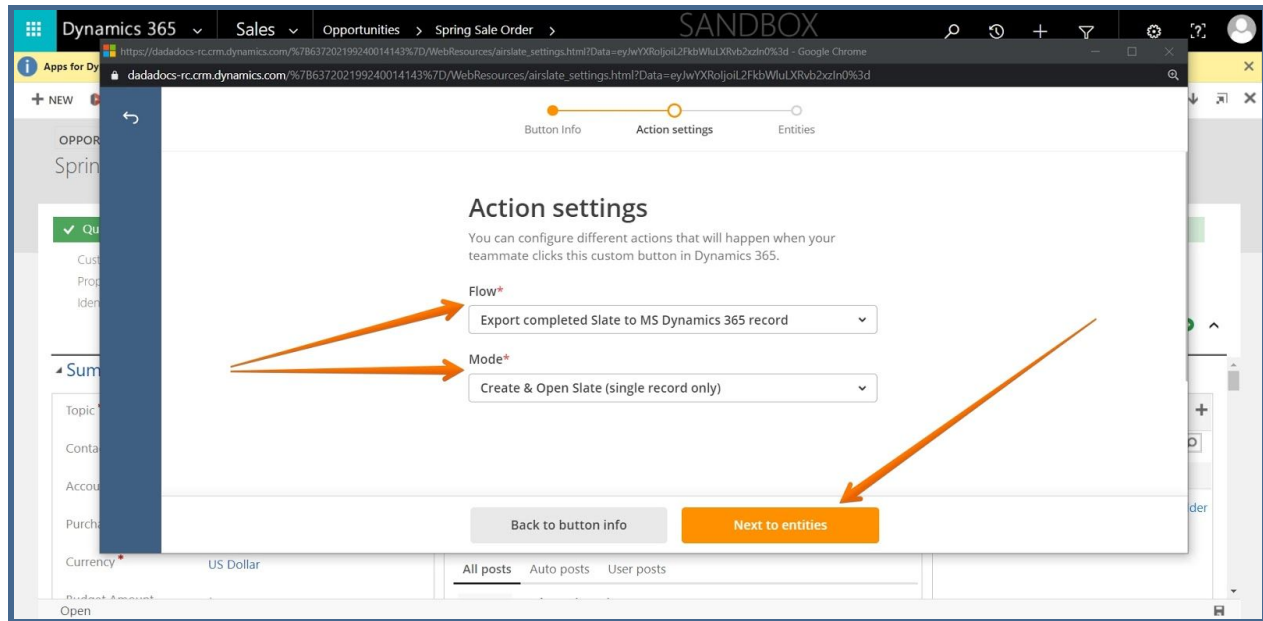 Dynamics 365 Sales Opportunities > Spring Sale Order > SANDBOX
https://dadadocs-rc.crm.dynamics.com/%7B637202199240014143%7D/WebResources/airslate_settings.html?Data=eyJwYXRoIjoiL2FkbWluLXRvb2xzIn0%3d - Google Chrome
Apps for Dy
dadadocs-rc.crm.dynamics.com/%7B637202199240014143%7D/WebResources/airslate_settings.html?Data=eyJwYXRoIjoiL2FkbWluLXRvb2xzIn0%3d
+ NEW
Button Info Action settings Entities
OPPOR
Sprin
Action settings
You can configure different actions that will happen when your
teammate clicks this custom button in Dynamics 365.
Qu
Cust
Prop
Iden
Flow*
Export completed Slate to MS Dynamics 365 record
Mode*
Create & Open Slate (single record only)
Sum
Topic
Conta
Accou
Purcha
der
Back to button info Next to entities
Currency* US Dollar
All posts Auto posts User posts
Open